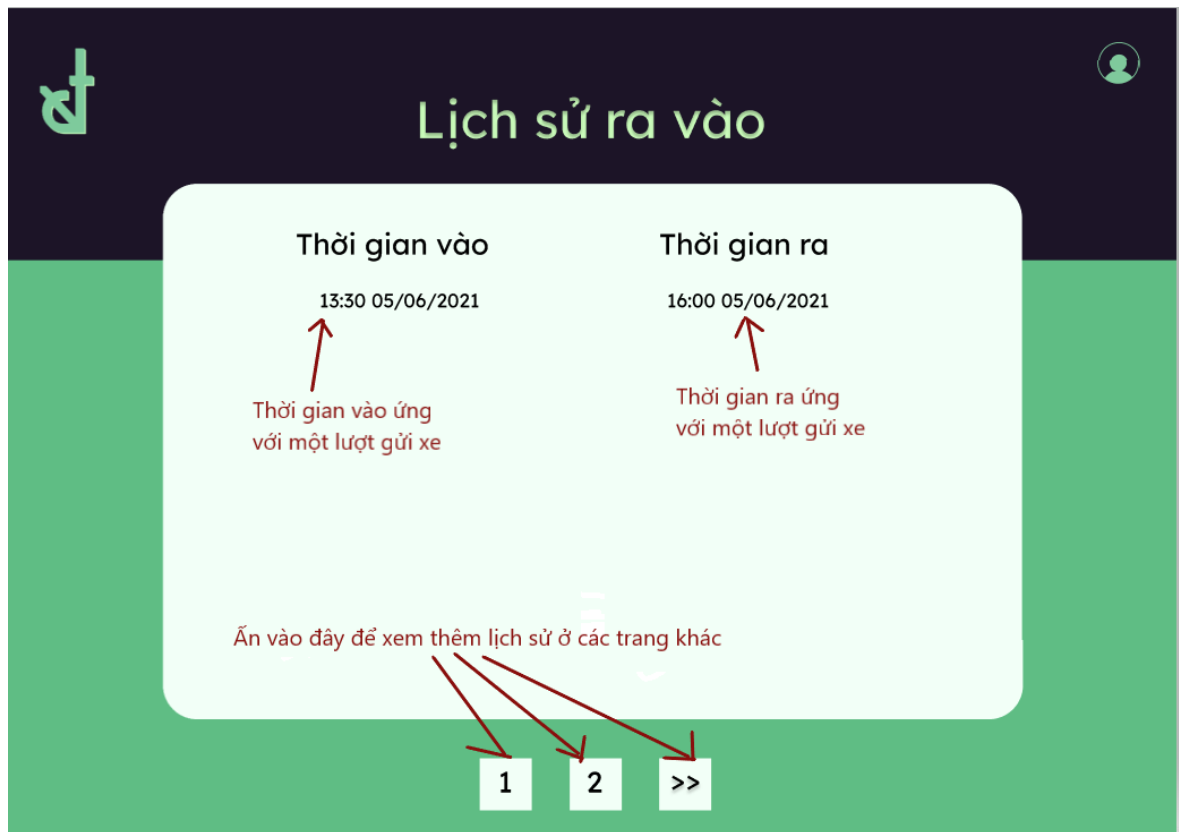 Lịch sử ra vào
Thời gian vào
Thời gian ra
13:30 05/06/2021
16:00 05/06/2021
Thời gian vào ứng
với một lượt gửi xe
Thời gian ra ứng
với một lượt gửi xe
Ấn vào đây để xem thêm lịch sử ở các trang khác
1
2
>>